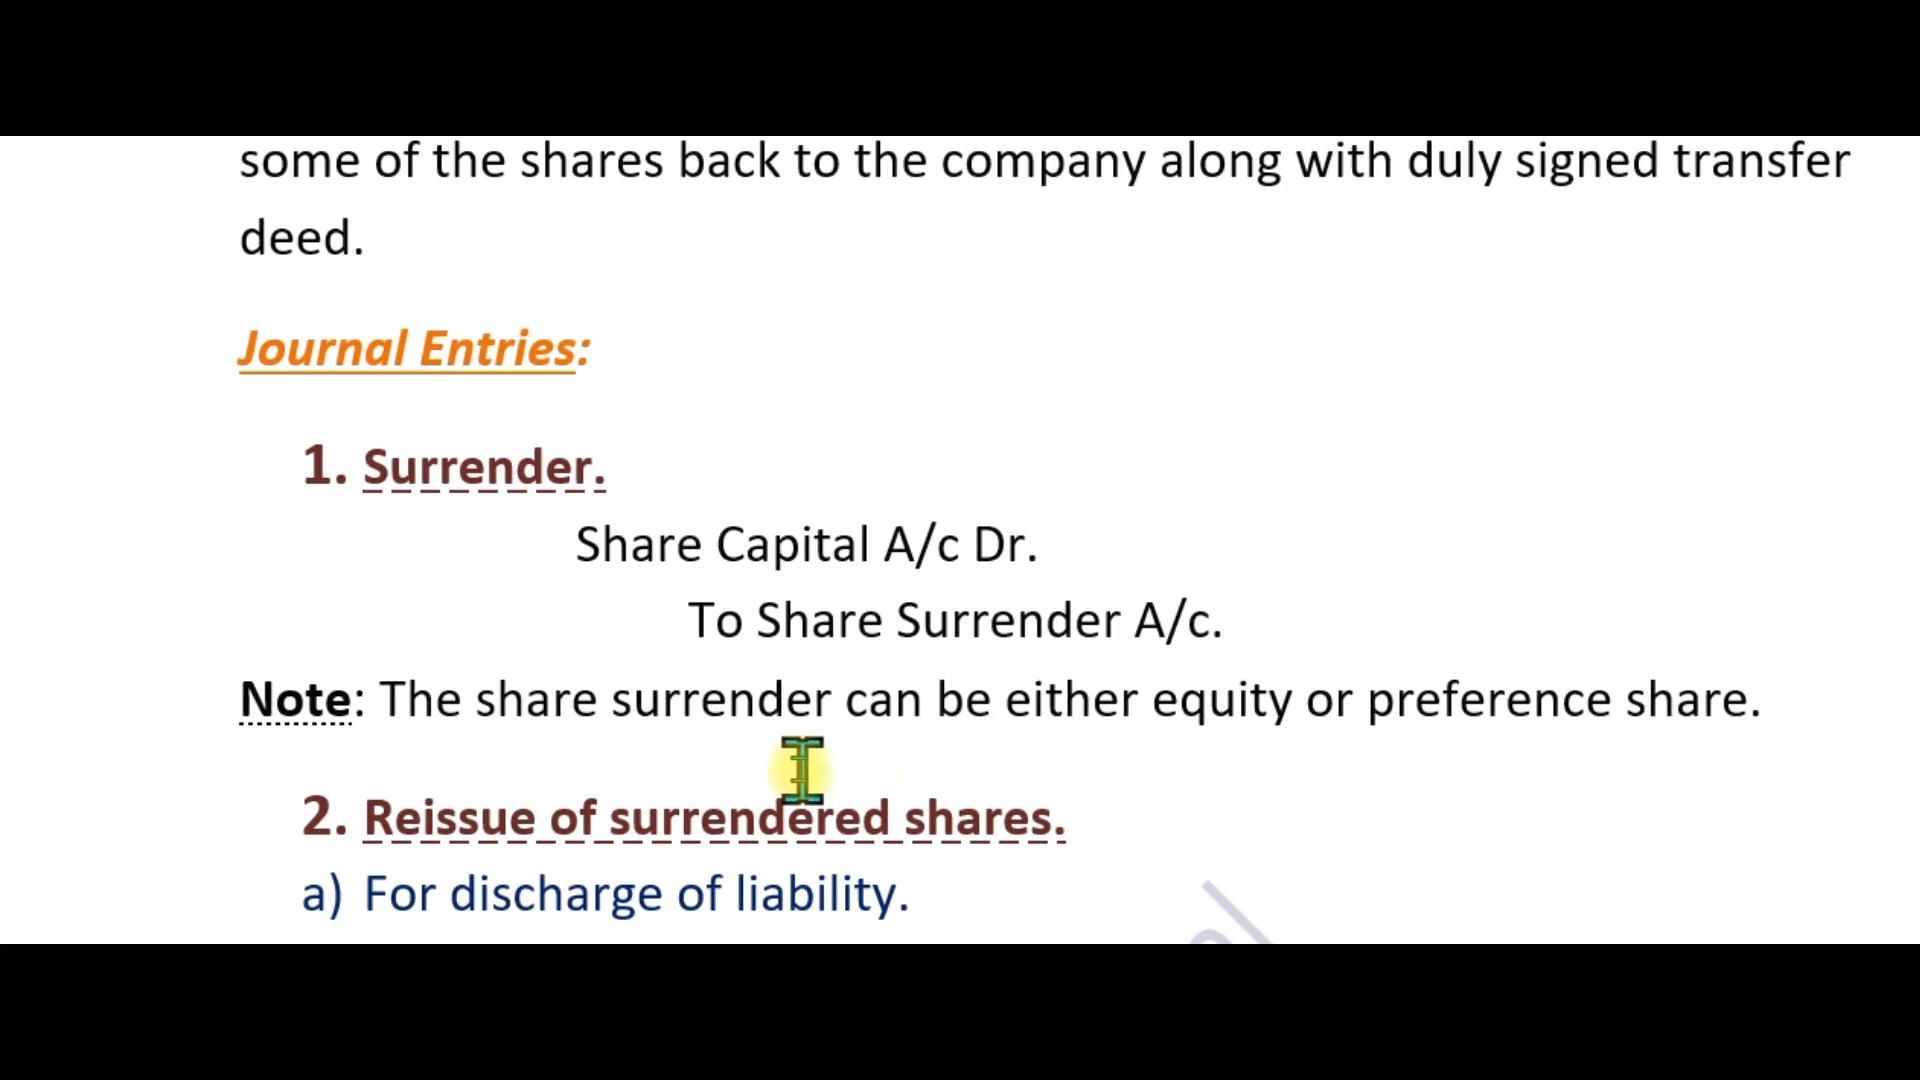 some of the shares back to the company along with duly signed transfer
deed.
Journal Entries:
1. Surrender.
Share Capital A/c Dr.
To Share Surrender A/c.
Note: The share surrender can be either equity or preference share.
2. Reissue of surrendered shares.
a) For discharge of liability.